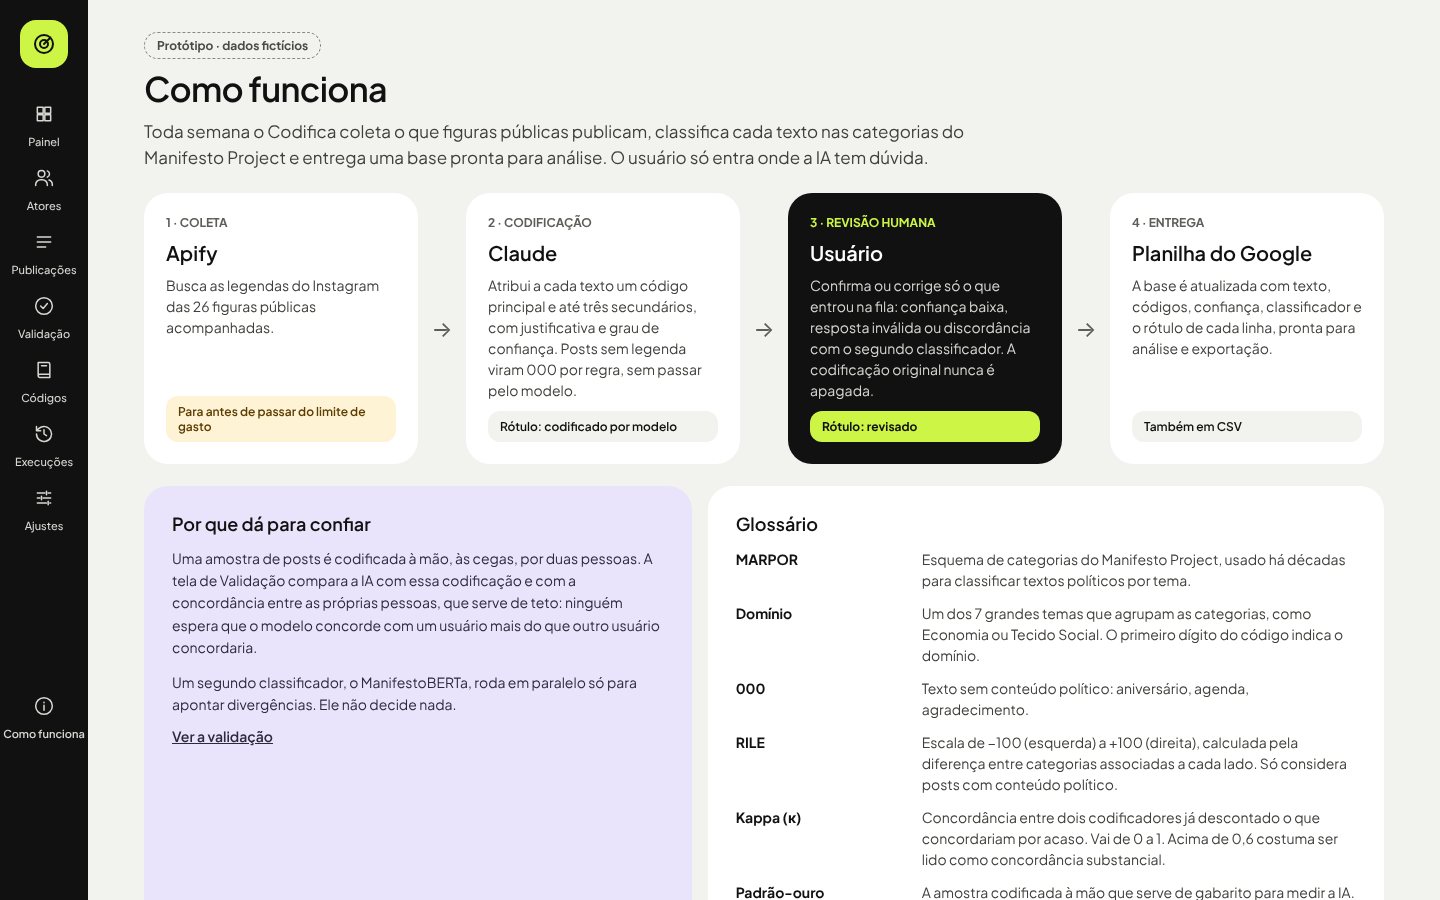 Painel
Atores
Publicações
Validação
Códigos
Execuções
Ajustes
Como funciona
Protótipo · dados fictícios
Como funciona
Toda semana o Codifica coleta o que figuras públicas publicam, classifica cada texto nas categorias do
Manifesto Project e entrega uma base pronta para análise. O usuário só entra onde a IA tem dúvida.
1 · COLETA
Apify
Busca as legendas do Instagram
das 26 figuras públicas
acompanhadas.
Para antes de passar do limite de
gasto
2 · CODIFICAÇÃO
Claude
Atribui a cada texto um código
principal e até três secundários,
com justificativa e grau de
confiança. Posts sem legenda
viram 000 por regra, sem passar
pelo modelo.
Rótulo: codificado por modelo
3 · REVISÃO HUMANA
Usuário
Confirma ou corrige só o que
entrou na fila: confiança baixa,
resposta inválida ou discordância
com o segundo classificador. A
codificação original nunca é
apagada.
Rótulo: revisado
4 · ENTREGA
Planilha do Google
A base é atualizada com texto,
códigos, confiança, classificador e
o rótulo de cada linha, pronta para
análise e exportação.
Também em CSV
Por que dá para confiar
Uma amostra de posts é codificada à mão, às cegas, por duas pessoas. A
tela de Validação compara a IA com essa codificação e com a
concordância entre as próprias pessoas, que serve de teto: ninguém
espera que o modelo concorde com um usuário mais do que outro usuário
concordaria.
Um segundo classificador, o ManifestoBERTa, roda em paralelo só para
apontar divergências. Ele não decide nada.
Ver a validação
Glossário
MARPOR
Esquema de categorias do Manifesto Project, usado há décadas
para classificar textos políticos por tema.
Domínio
Um dos 7 grandes temas que agrupam as categorias, como
Economia ou Tecido Social. O primeiro dígito do código indica o
domínio.
000
Texto sem conteúdo político: aniversário, agenda,
agradecimento.
RILE
Escala de −100 (esquerda) a +100 (direita), calculada pela
diferença entre categorias associadas a cada lado. Só considera
posts com conteúdo político.
Kappa (κ)
Concordância entre dois codificadores já descontado o que
concordariam por acaso. Vai de 0 a 1. Acima de 0,6 costuma ser
lido como concordância substancial.
Padrão-ouro
A amostra codificada à mão que serve de gabarito para medir a IA.